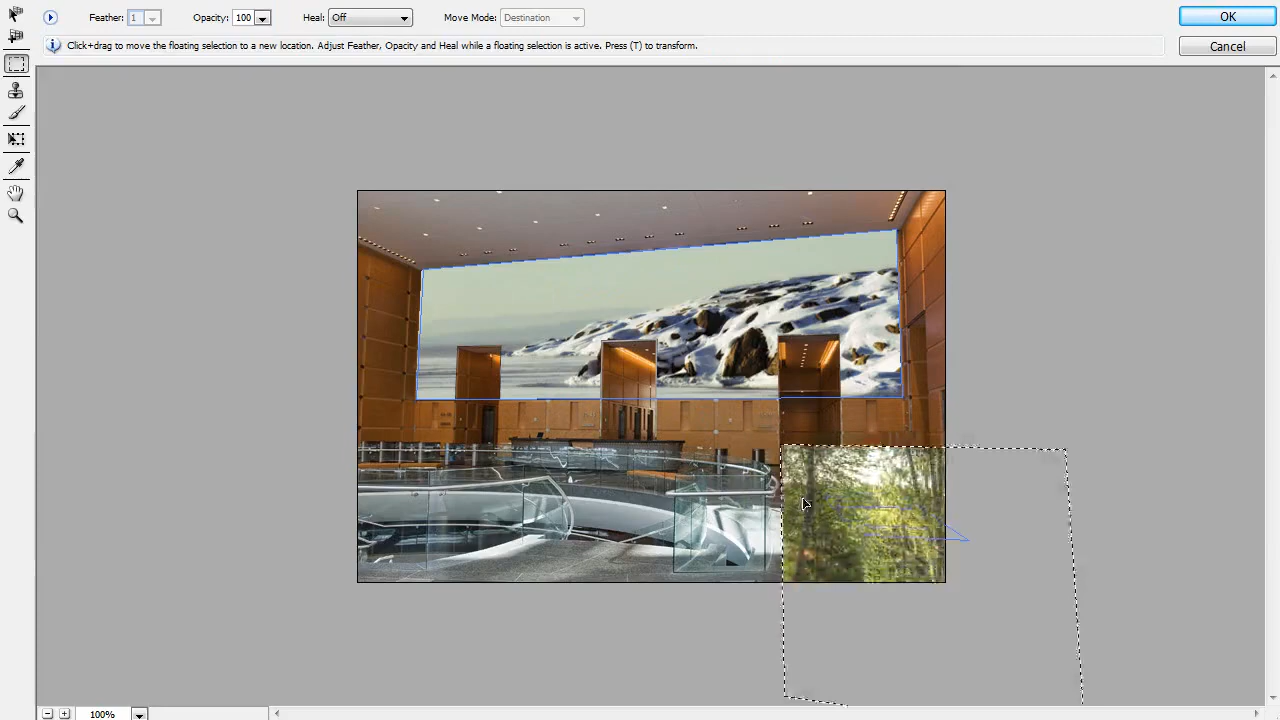 Feather: 1 Opacity: 100 Heal: Off Move Mode: Destination OK
Click+drag to move the floating selection to a new location. Adjust Feather, Opacity and Heal while a floating selection is active. Press (T) to transform. Cancel
100%